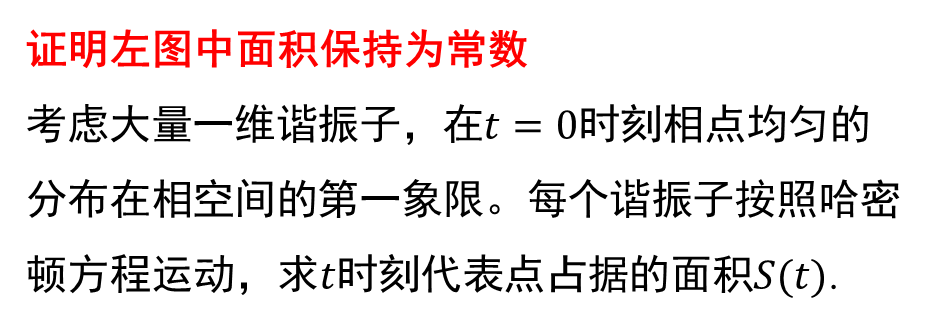 证明左图中面积保持为常数
考虑大量一维谐振子，在t = 0时刻相点均匀的
分布在相空间的第一象限。每个谐振子按照哈密
顿方程运动，求t时刻代表点占据的面积S(t).